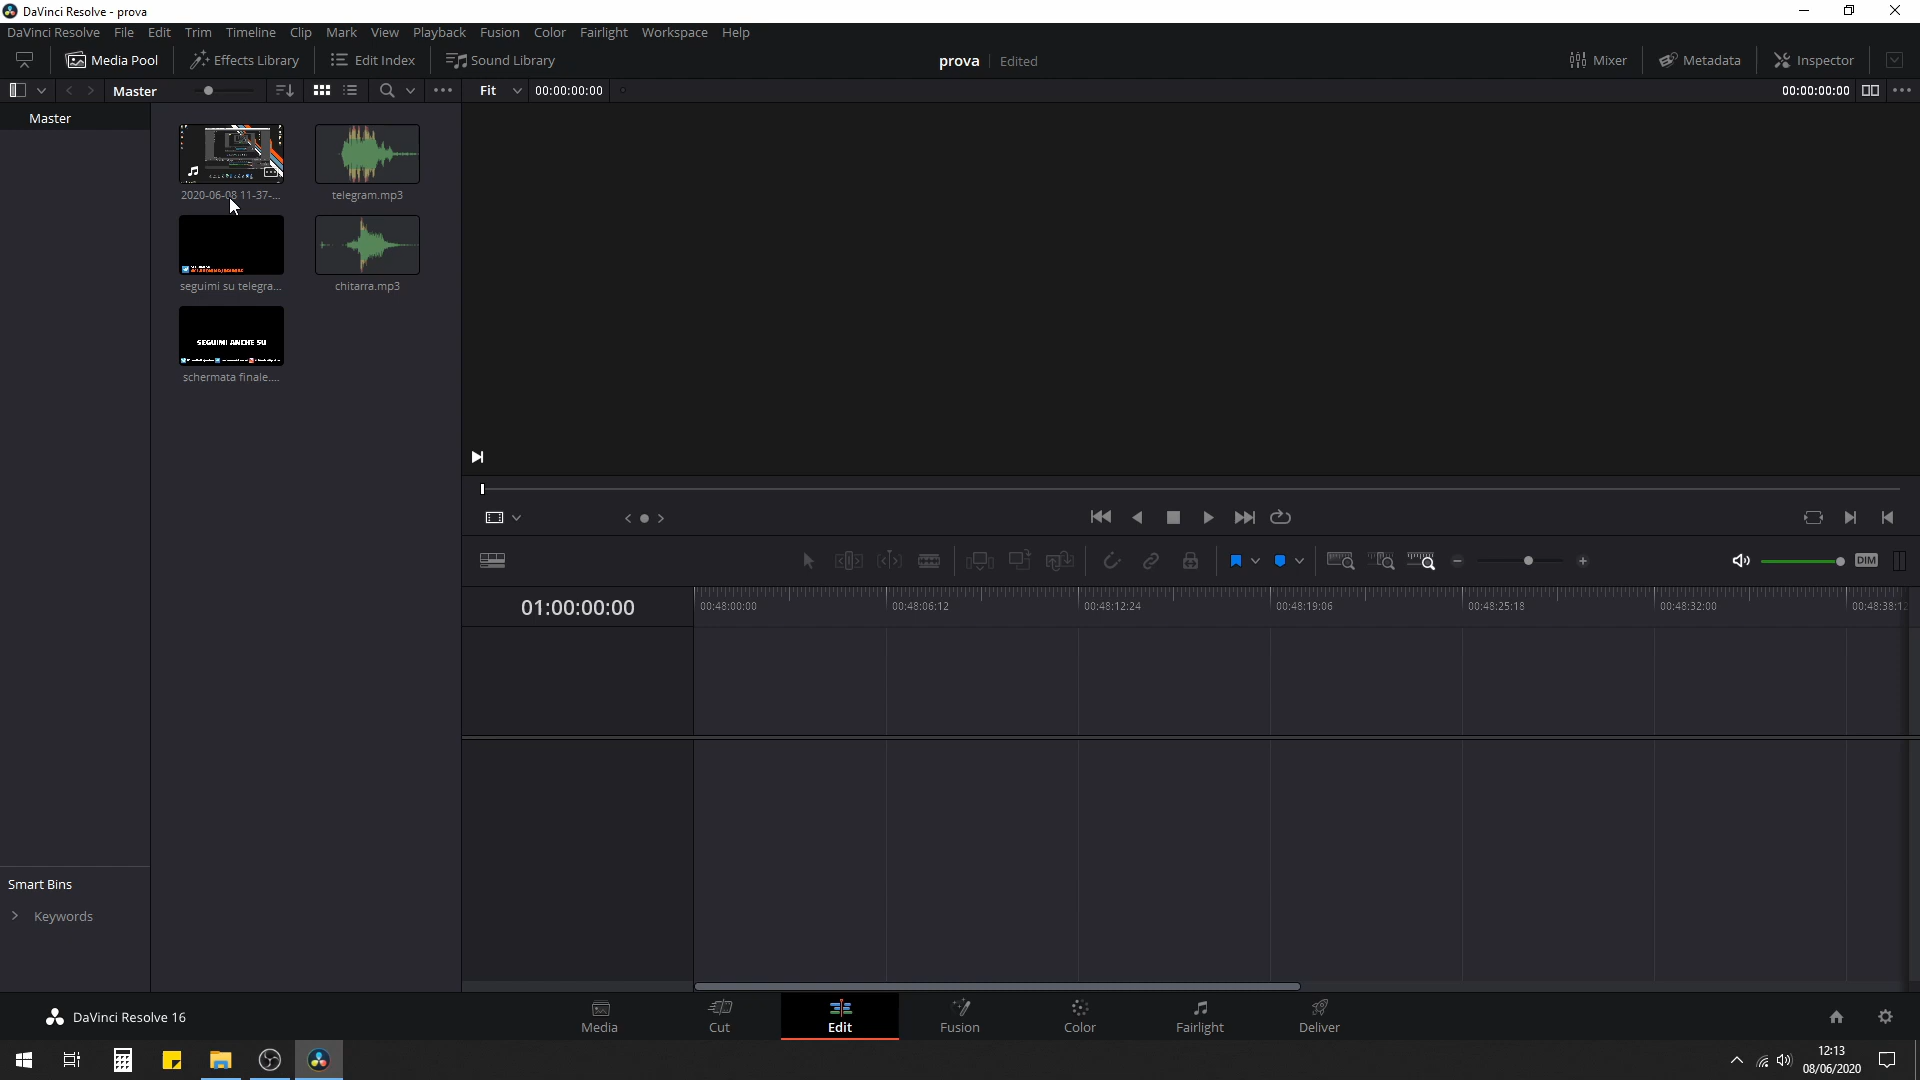 DaVinci Resolve - prova
DaVinci Resolve File Edit Trim Timeline Clip Mark View Playback Fusion Color Fairlight Workspace Help
Media Pool Effects Library Edit Index Sound Library prova Edited Mixer Metadata Inspector
Master Fit 00:00:00:00 00:00:00:00
Master
2020-06-08 11-37-... telegram.mp3
seguimi su telegra... chitarra.mp3
SEGUIMI ANCHE SU
schermata finale....
DIM
01:00:00:00 00:48:00:00 00:48:06:12 00:48:12:24 00:48:19:06 00:48:25:18 00:48:32:00 00:48:38:1
Smart Bins
Keywords
DaVinci Resolve 16 Media Cut Edit Fusion Color Fairlight Deliver
12:13
08/06/2020